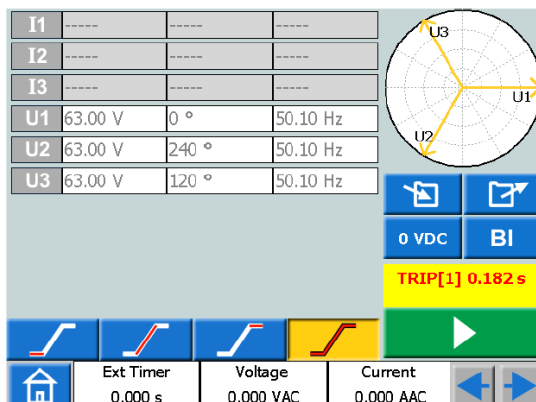 I1 ----- ----- -----
I2 ----- ----- -----
I3 ----- ----- -----
U1 63.00 V 0 ° 50.10 Hz
U2 63.00 V 240 ° 50.10 Hz
U3 63.00 V 120 ° 50.10 Hz
U3
U1
U2
0 VDC BI
TRIP[1] 0.182 s
Ext Timer Voltage Current
0.000 s 0.000 VAC 0.000 AAC